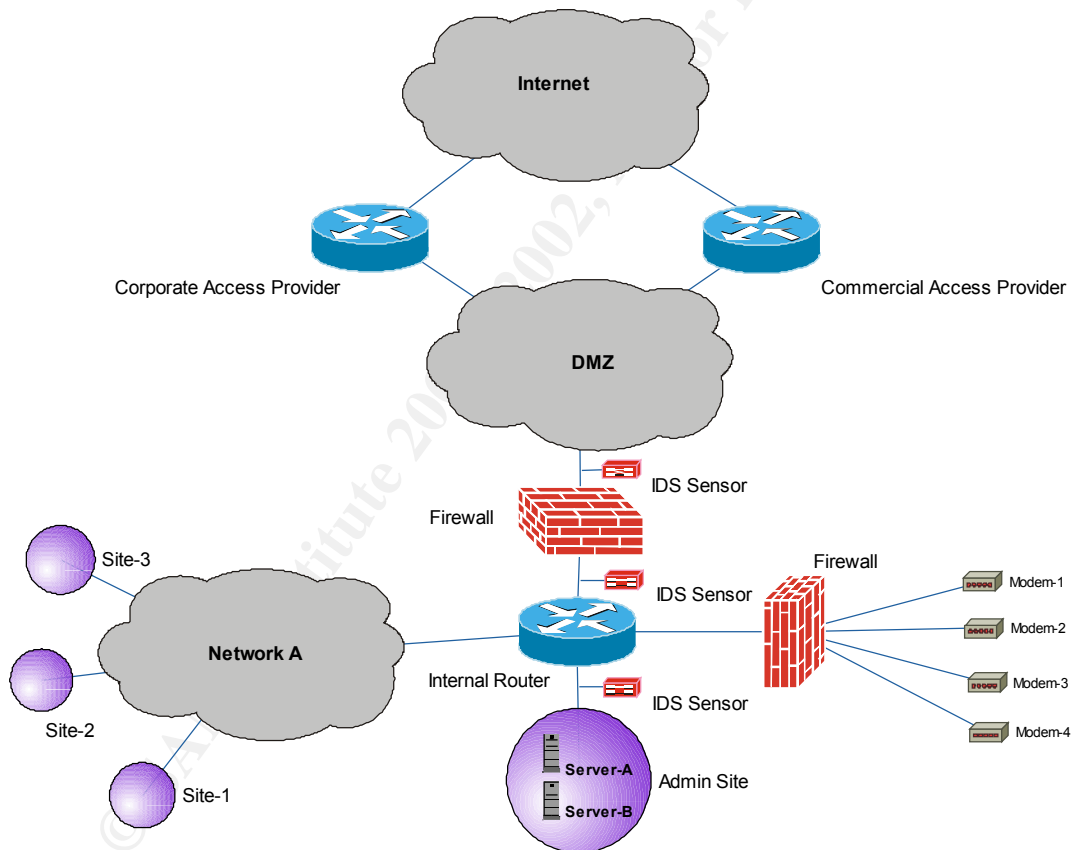 Internet
Corporate Access Provider
Commercial Access Provider
DMZ
IDS Sensor
Firewall
Firewall
Site-3
IDS Sensor
Modem-1
Modem-2
Network A
Internal Router
Modem-3
Site-2
IDS Sensor
Modem-4
Server-A
Admin Site
Site-1
Server-B